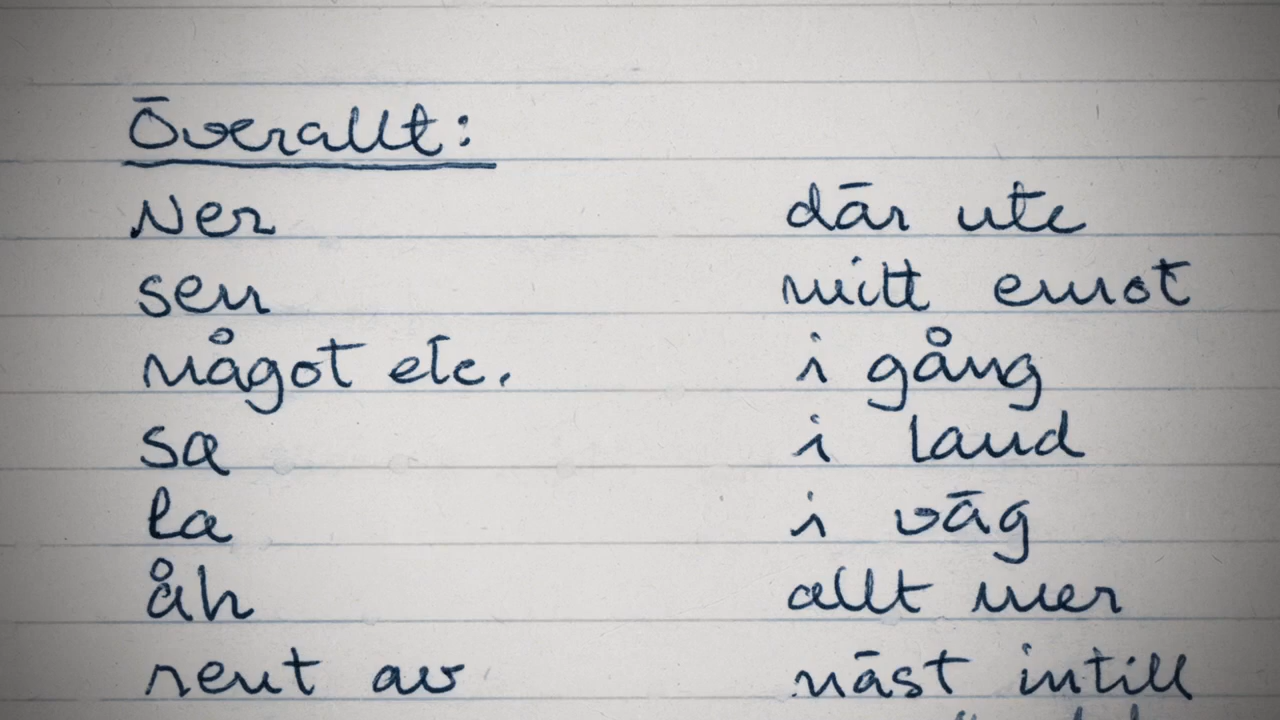 Överallt:
Ner
sen
något etc.
sa
la
åh
rent av
där ute
mitt emot
i gång
i land
i väg
allt mer
näst intill